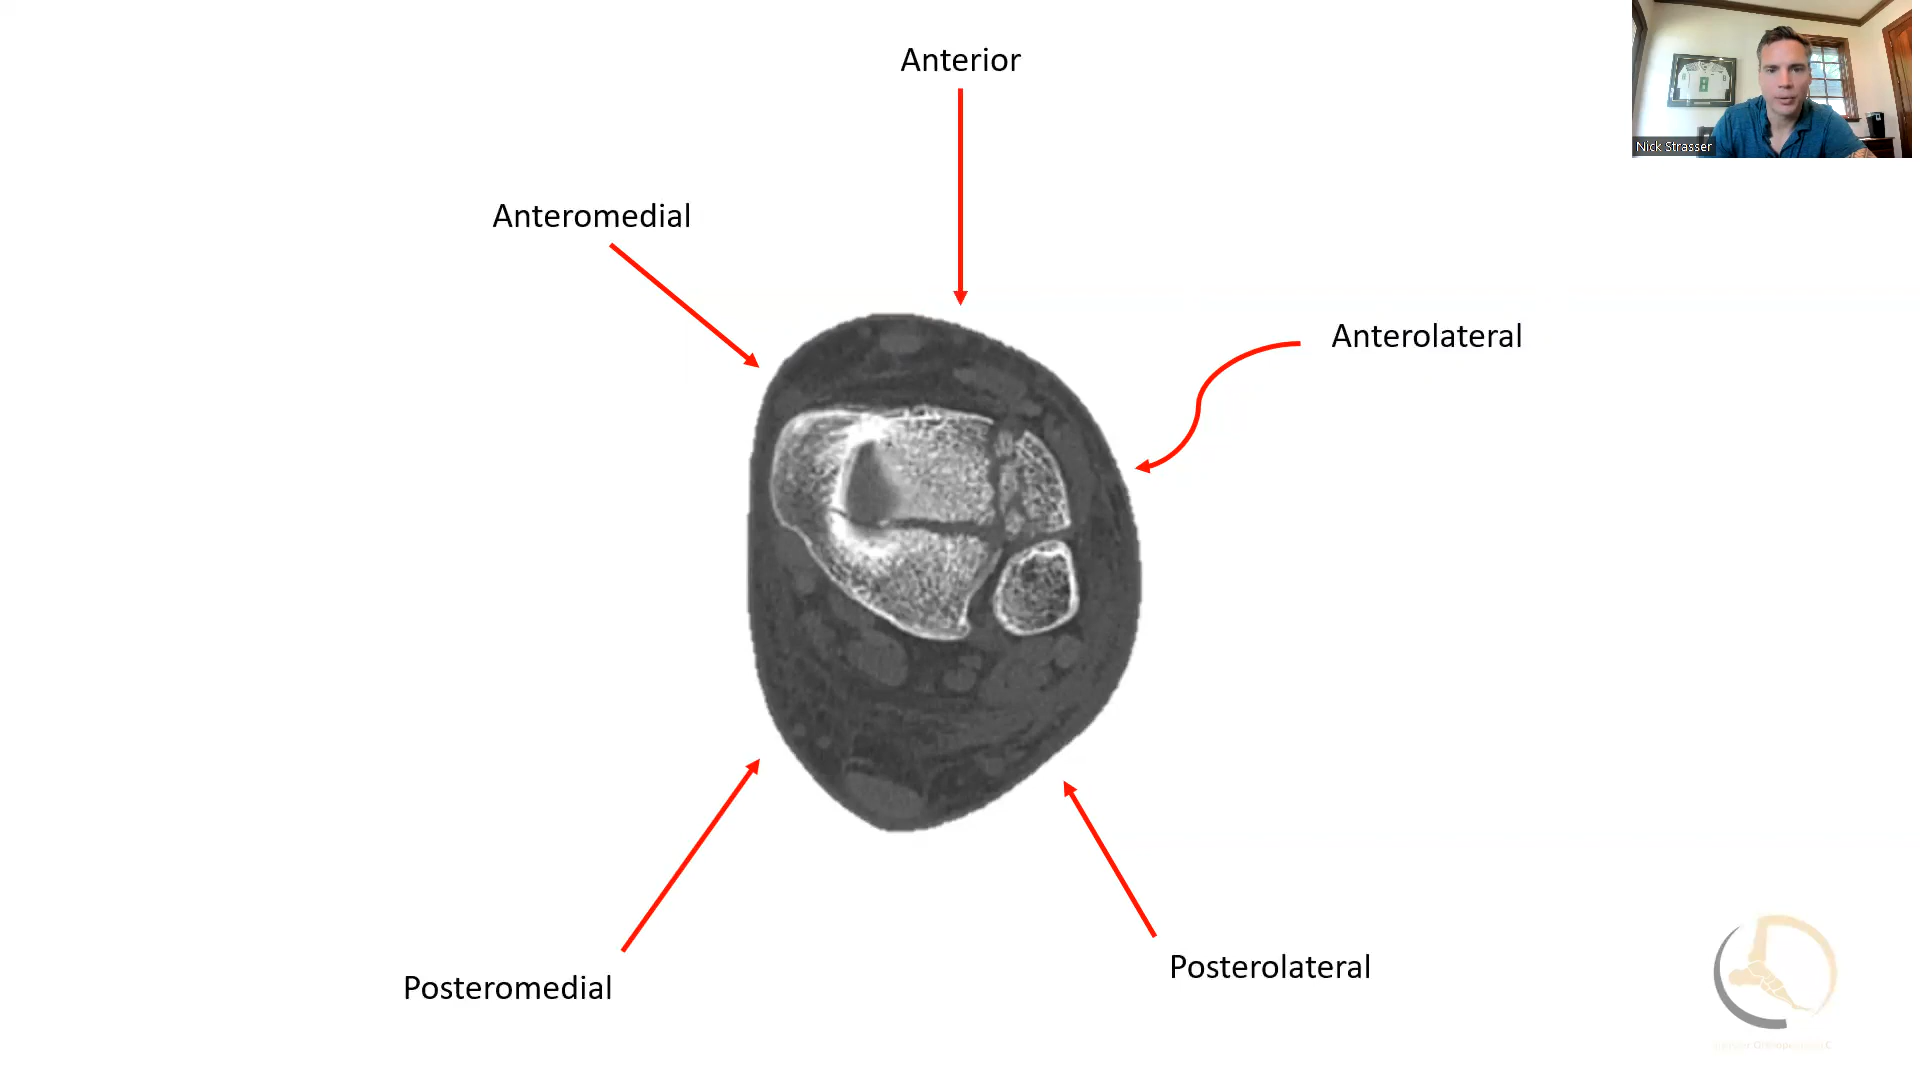 Anterior
Nick Strasser
Anteromedial
Anterolateral
Posterolateral
Posteromedial